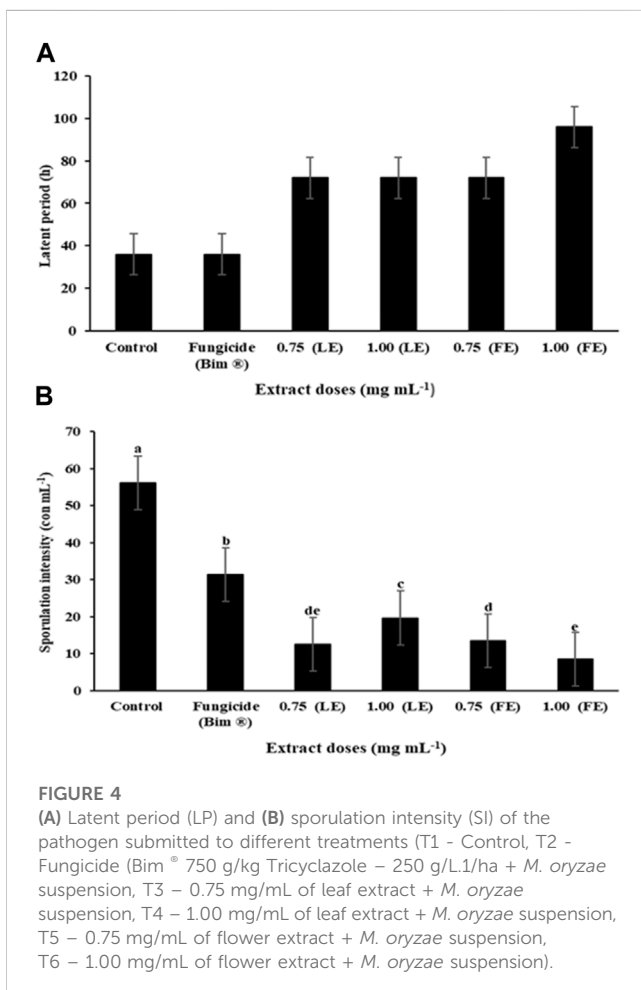 A
120
100
80
60
40
20
0
Latent period (h)
Control Fungicide (Bim ®) 0.75 (LE) 1.00 (LE) 0.75 (FE) 1.00 (FE)
Extract doses (mg mL⁻¹)
B
70
60
50
40
30
20
10
0
Sporulation intensity (con mL⁻¹)
a
b
de
c
d
e
Control Fungicide (Bim ®) 0.75 (LE) 1.00 (LE) 0.75 (FE) 1.00 (FE)
Extract doses (mg mL⁻¹)
FIGURE 4
(A) Latent period (LP) and (B) sporulation intensity (SI) of the
pathogen submitted to different treatments (T1 - Control, T2 -
Fungicide (Bim ® 750 g/kg Tricyclazole – 250 g/L.1/ha + M. oryzae
suspension, T3 – 0.75 mg/mL of leaf extract + M. oryzae
suspension, T4 – 1.00 mg/mL of leaf extract + M. oryzae suspension,
T5 – 0.75 mg/mL of flower extract + M. oryzae suspension,
T6 – 1.00 mg/mL of flower extract + M. oryzae suspension).